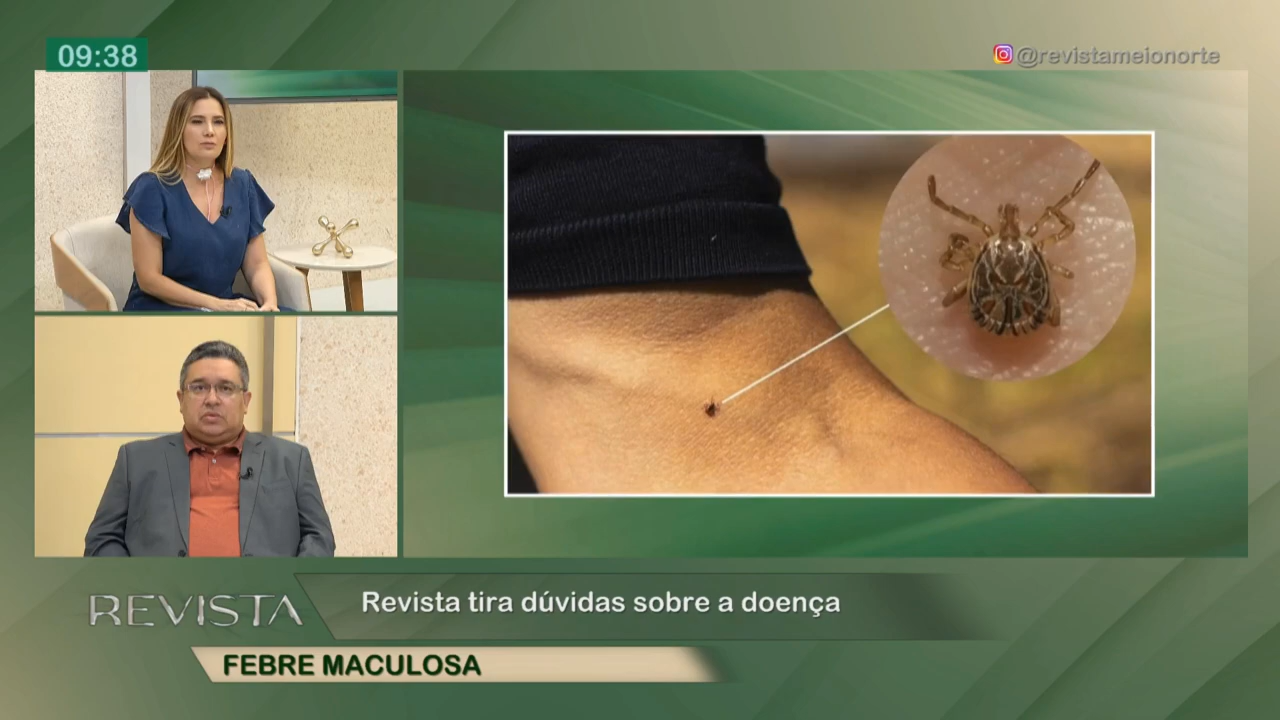 09:38
@revistameionorte
REVISTA
Revista tira dúvidas sobre a doença
FEBRE MACULOSA